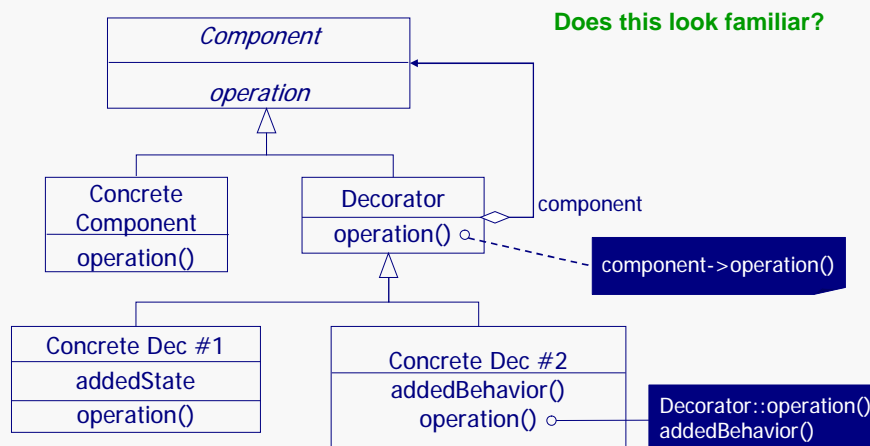 Does this look familiar?
Component
operation
Concrete
Component
operation()
Decorator
operation()
component
component->operation()
Concrete Dec #1
addedState
operation()
Concrete Dec #2
addedBehavior()
operation()
Decorator::operation()
addedBehavior()